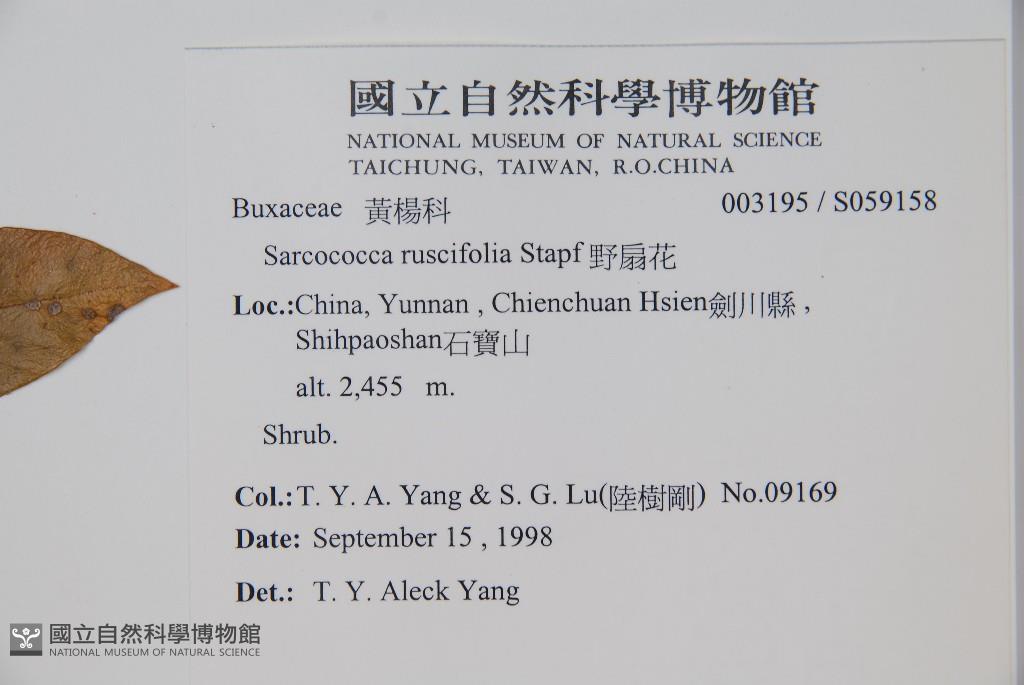 國立自然科學博物館
NATIONAL MUSEUM OF NATURAL SCIENCE
TAICHUNG, TAIWAN, R.O.CHINA
Buxaceae 黃楊科 003195 / S059158
Sarcococca ruscifolia Stapf 野扇花
Loc.:China, Yunnan , Chienchuan Hsien劍川縣 ,
Shihpaoshan石寶山
alt. 2,455 m.
Shrub.
Col.:T. Y. A. Yang & S. G. Lu(陸樹剛) No.09169
Date: September 15 , 1998
Det.: T. Y. Aleck Yang
國立自然科學博物館
NATIONAL MUSEUM OF NATURAL SCIENCE